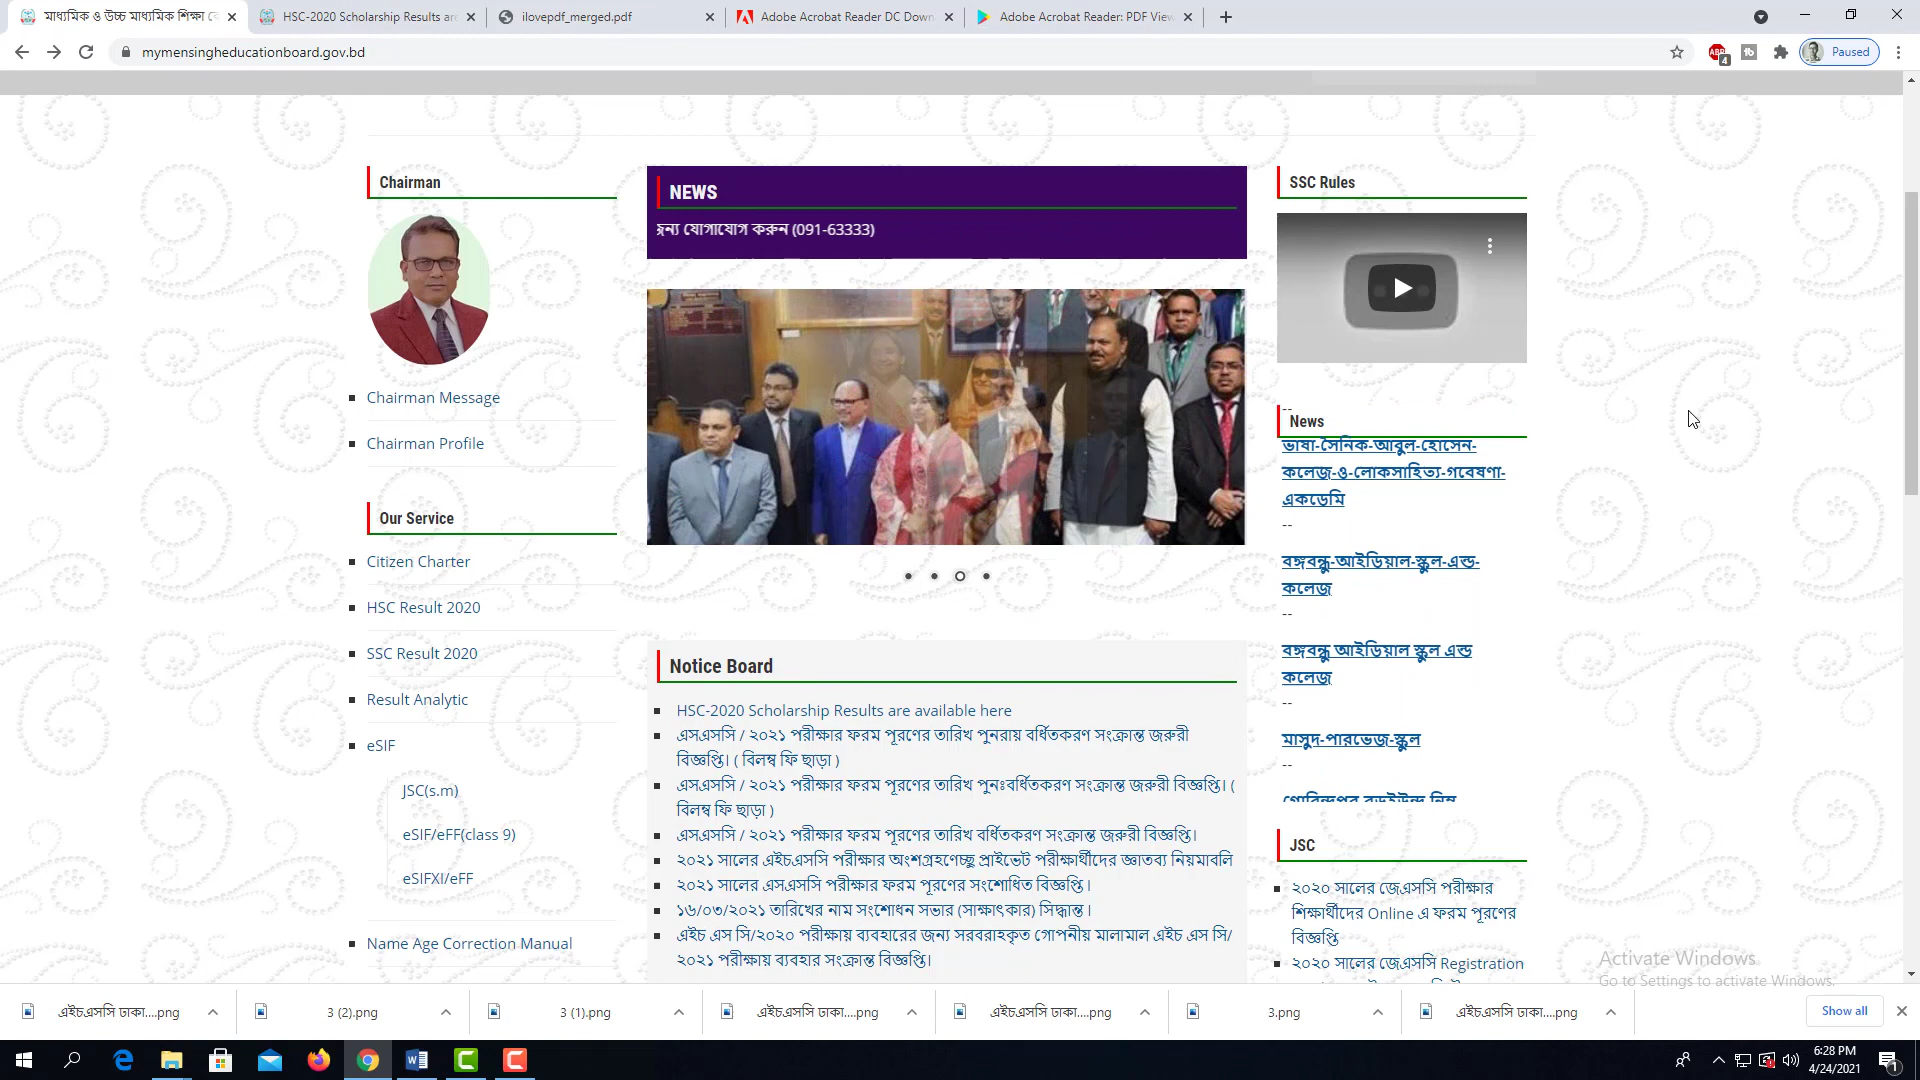 মাধ্যমিক ও উচ্চ মাধ্যমিক শিক্ষা
HSC-2020 Scholarship Results are
ilovepdf_merged.pdf
Adobe Acrobat Reader DC Down
Adobe Acrobat Reader: PDF View
mymensingheducationboard.gov.bd
4
Paused
Chairman
Chairman Message
Chairman Profile
Our Service
Citizen Charter
HSC Result 2020
SSC Result 2020
Result Analytic
eSIF
JSC(s.m)
eSIF/eFF(class 9)
eSIFXI/eFF
Name Age Correction Manual
NEWS
যোগাযোগ করুন (091-63333)
Notice Board
HSC-2020 Scholarship Results are available here
এসএসসি / ২০২১ পরীক্ষার ফরম পূরণের তারিখ পুনরায় বর্ধিতকরণ সংক্রান্ত জরুরী
বিজ্ঞপ্তি। ( বিলম্ব ফি ছাড়া )
এসএসসি / ২০২১ পরীক্ষার ফরম পূরণের তারিখ পুনঃবর্ধিতকরণ সংক্রান্ত জরুরী বিজ্ঞপ্তি। (
বিলম্ব ফি ছাড়া )
এসএসসি / ২০২১ পরীক্ষার ফরম পূরণের তারিখ বর্ধিতকরণ সংক্রান্ত জরুরী বিজ্ঞপ্তি।
২০২১ সালের এইচএসসি পরীক্ষার অংশগ্রহণেচ্ছু প্রাইভেট পরীক্ষার্থীদের জ্ঞাতব্য নিয়মাবলি
২০২১ সালের এসএসসি পরীক্ষার ফরম পূরণের সংশোধিত বিজ্ঞপ্তি।
১৬/০৩/২০২১ তারিখের নাম সংশোধন সভার (সাক্ষাৎকার) সিদ্ধান্ত।
এইচ এস সি/২০২০ পরীক্ষায় ব্যবহারের জন্য সরবরাহকৃত গোপনীয় মালামাল এইচ এস সি/
২০২১ পরীক্ষায় ব্যবহার সংক্রান্ত বিজ্ঞপ্তি।
SSC Rules
--
News
ভাষা-সৈনিক-আবুল-হোসেন-
কলেজ-ও-লোকসাহিত্য-গবেষণা-
একডেমি
--
বঙ্গবন্ধু-আইডিয়াল-স্কুল-এন্ড-
কলেজ
--
বঙ্গবন্ধু আইডিয়াল স্কুল এন্ড
কলেজ
--
মাসুদ-পারভেজ-স্কুল
--
JSC
২০২০ সালের জেএসসি পরীক্ষার
শিক্ষার্থীদের Online এ ফরম পূরণের
বিজ্ঞপ্তি
২০২০ সালের জেএসসি Registration
Activate Windows
Go to Settings to activate Windows.
এইচএসসি ঢাকা....png
3 (2).png
3 (1).png
এইচএসসি ঢাকা....png
এইচএসসি ঢাকা....png
3.png
এইচএসসি ঢাকা....png
Show all
6:28 PM
4/24/2021
1